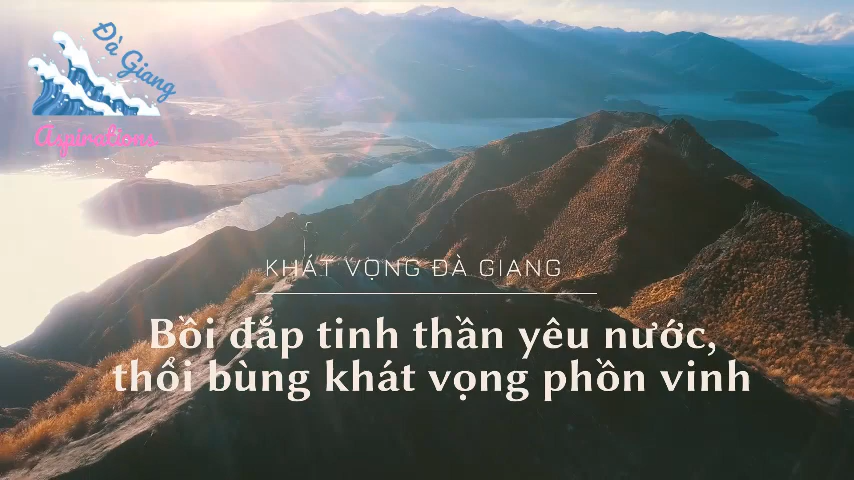 Đà Giang
Aspirations
KHÁT VỌNG ĐÀ GIANG
Bồi đắp tinh thần yêu nước,
thổi bùng khát vọng phồn vinh